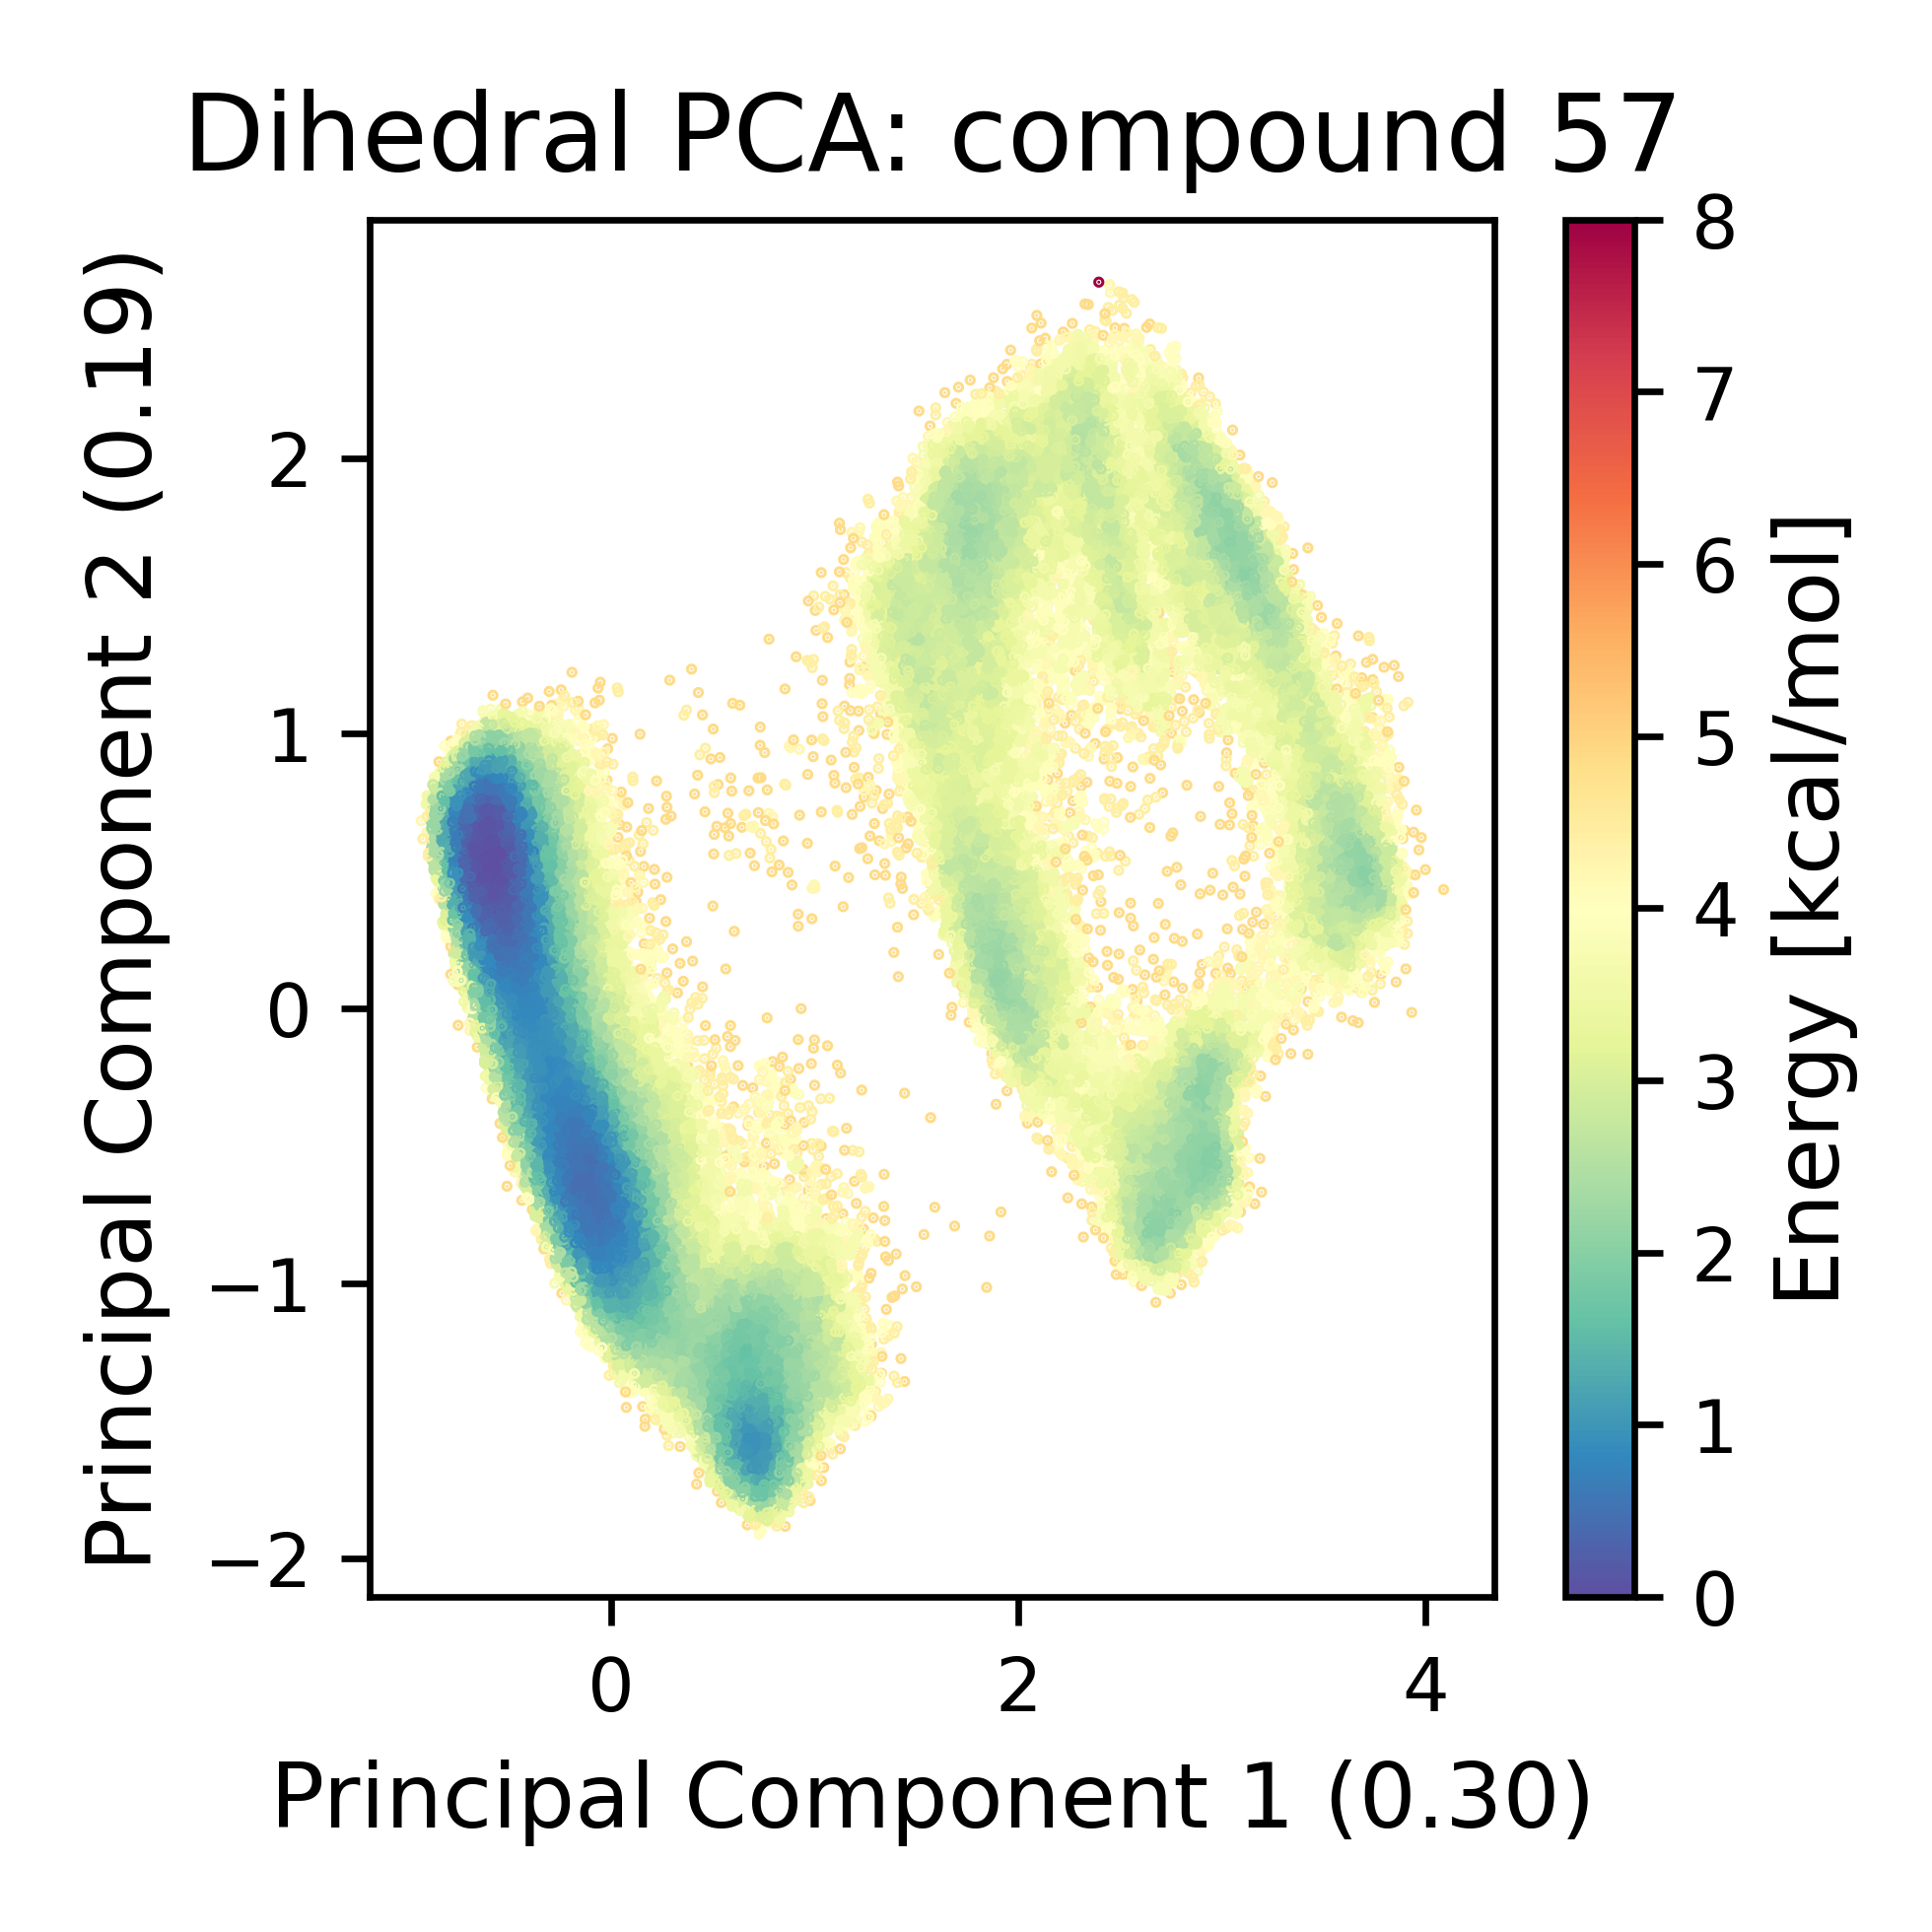 Dihedral PCA: compound 57
Principal Component 2 (0.19)
2
1
0
−1
−2
0 2 4
Principal Component 1 (0.30)
8
7
6
5
4
3
2
1
0
Energy [kcal/mol]